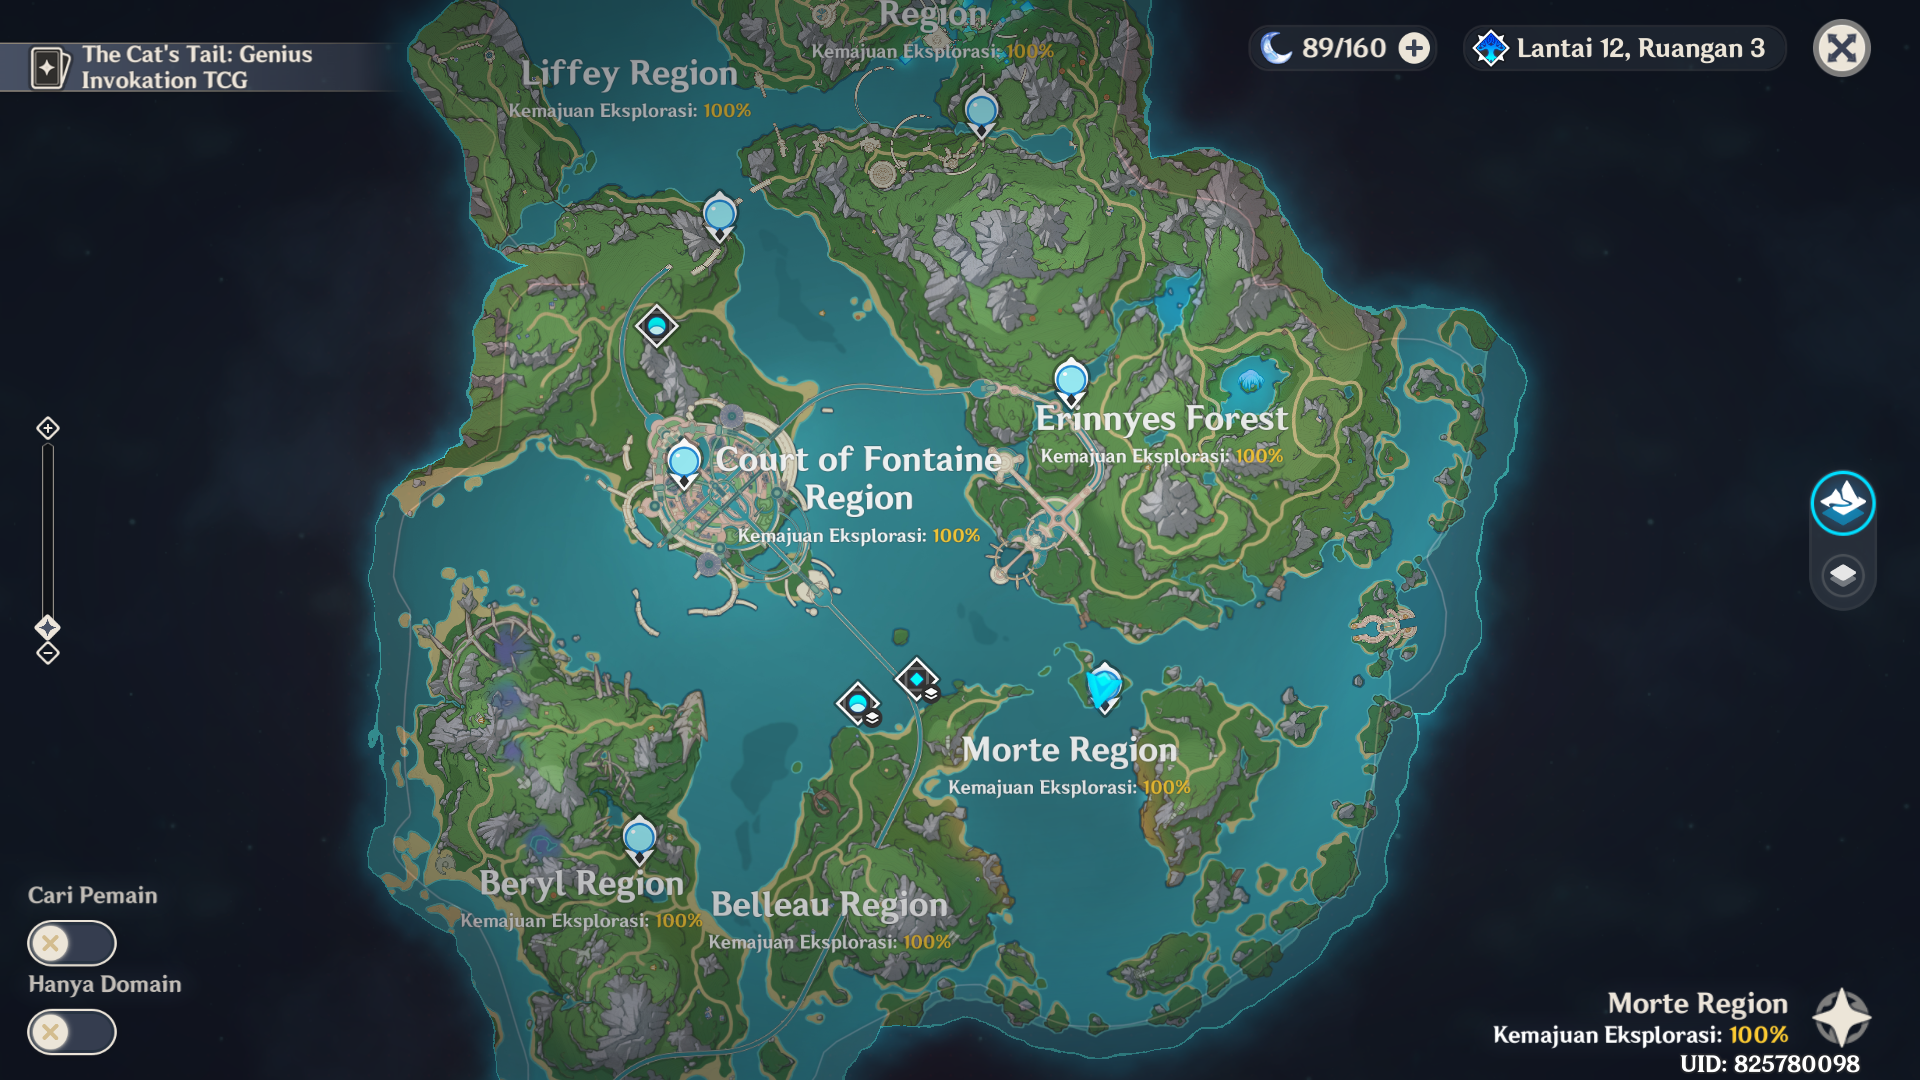 The Cat's Tail: Genius
Invokation TCG
89/160
Lantai 12, Ruangan 3
Region
Kemajuan Eksplorasi: 100%
Liffey Region
Kemajuan Eksplorasi: 100%
Erinnyes Forest
Kemajuan Eksplorasi: 100%
Court of Fontaine
Region
Kemajuan Eksplorasi: 100%
Morte Region
Kemajuan Eksplorasi: 100%
Beryl Region
Kemajuan Eksplorasi: 100%
Belleau Region
Kemajuan Eksplorasi: 100%
Cari Pemain
Hanya Domain
Morte Region
Kemajuan Eksplorasi: 100%
UID: 825780098